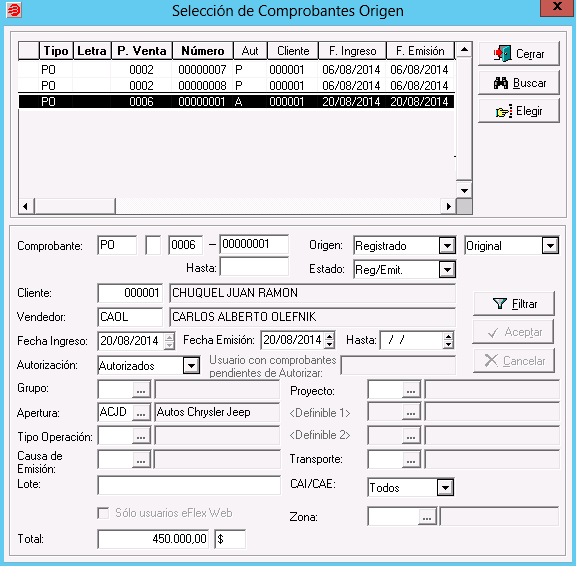 Selección de Comprobantes Origen
Tipo Letra P. Venta Número Aut Cliente F. Ingreso F. Emisión
PO 0002 00000007 P 000001 06/08/2014 06/08/2014
PO 0002 00000008 P 000001 06/08/2014 06/08/2014
PO 0006 00000001 A 000001 20/08/2014 20/08/2014
Cerrar
Buscar
Elegir
Comprobante: PO 0006 – 00000001 Origen: Registrado Original
Hasta: Estado: Reg/Emit.
Cliente: 000001 CHUQUEL JUAN RAMON
Vendedor: CAOL CARLOS ALBERTO OLEFNIK
Fecha Ingreso: 20/08/2014 Fecha Emisión: 20/08/2014 Hasta: / /
Filtrar
Aceptar
Cancelar
Autorización: Autorizados Usuario con comprobantes pendientes de Autorizar:
Grupo: ... Proyecto: ...
Apertura: ACJD ... Autos Chrysler Jeep <Definible 1> ...
Tipo Operación: ... <Definible 2> ...
Causa de Emisión: ... Transporte: ...
Lote: CAI/CAE: Todos
Sólo usuarios eFlex Web
Zona: ...
Total: 450.000,00 $